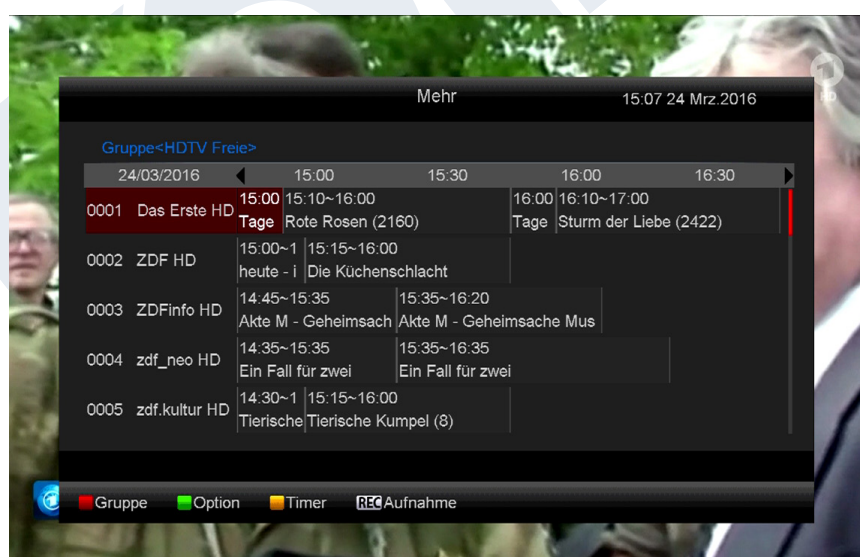 Mehr
15:07 24 Mrz.2016
HD
Gruppe<HDTV Freie>
24/03/2016 15:00 15:30 16:00 16:30
0001 Das Erste HD
15:00 15:10~16:00 16:00 16:10~17:00
Tage Rote Rosen (2160) Tage Sturm der Liebe (2422)
0002 ZDF HD
15:00~1 15:15~16:00
heute - i Die Küchenschlacht
0003 ZDFinfo HD
14:45~15:35 15:35~16:20
Akte M - Geheimsach Akte M - Geheimsache Mus
0004 zdf_neo HD
14:35~15:35 15:35~16:35
Ein Fall für zwei Ein Fall für zwei
0005 zdf.kultur HD
14:30~1 15:15~16:00
Tierische Tierische Kumpel (8)
Gruppe Option Timer REC Aufnahme